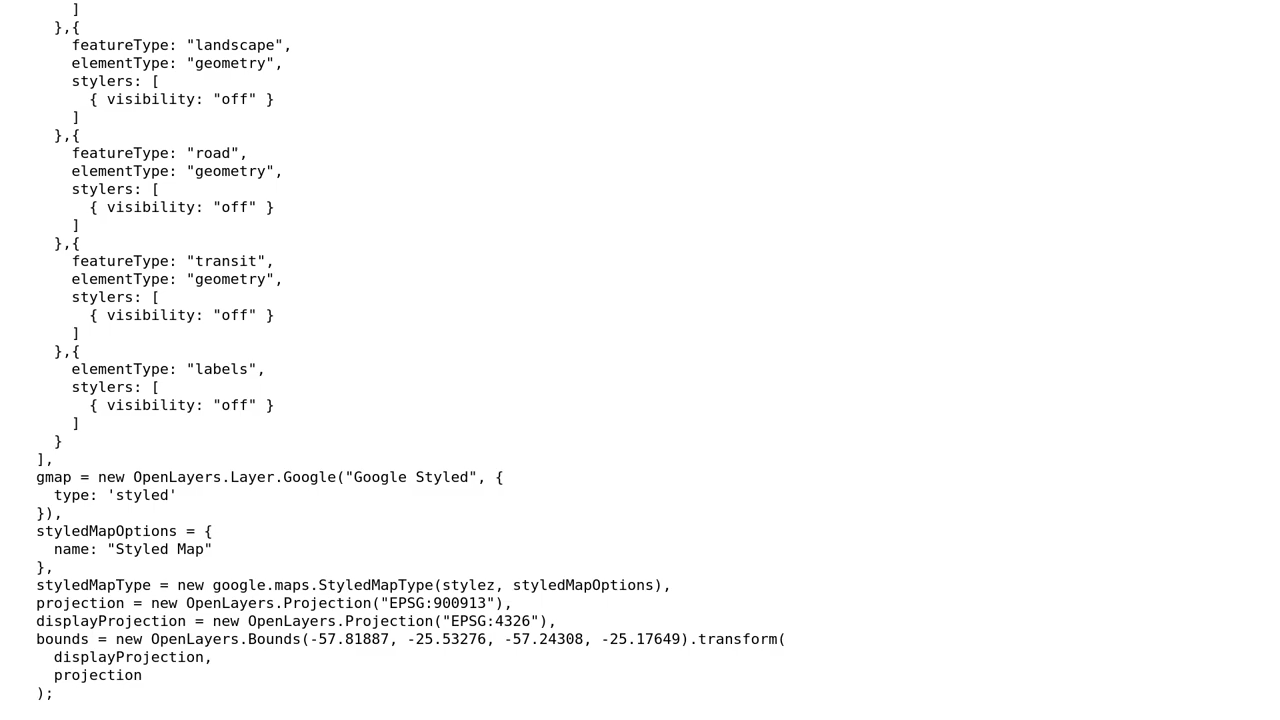 ]
  },{
    featureType: "landscape",
    elementType: "geometry",
    stylers: [
      { visibility: "off" }
    ]
  },{
    featureType: "road",
    elementType: "geometry",
    stylers: [
      { visibility: "off" }
    ]
  },{
    featureType: "transit",
    elementType: "geometry",
    stylers: [
      { visibility: "off" }
    ]
  },{
    elementType: "labels",
    stylers: [
      { visibility: "off" }
    ]
  }
],
gmap = new OpenLayers.Layer.Google("Google Styled", {
  type: 'styled'
}),
styledMapOptions = {
  name: "Styled Map"
},
styledMapType = new google.maps.StyledMapType(stylez, styledMapOptions),
projection = new OpenLayers.Projection("EPSG:900913"),
displayProjection = new OpenLayers.Projection("EPSG:4326"),
bounds = new OpenLayers.Bounds(-57.81887, -25.53276, -57.24308, -25.17649).transform(
  displayProjection,
  projection
);